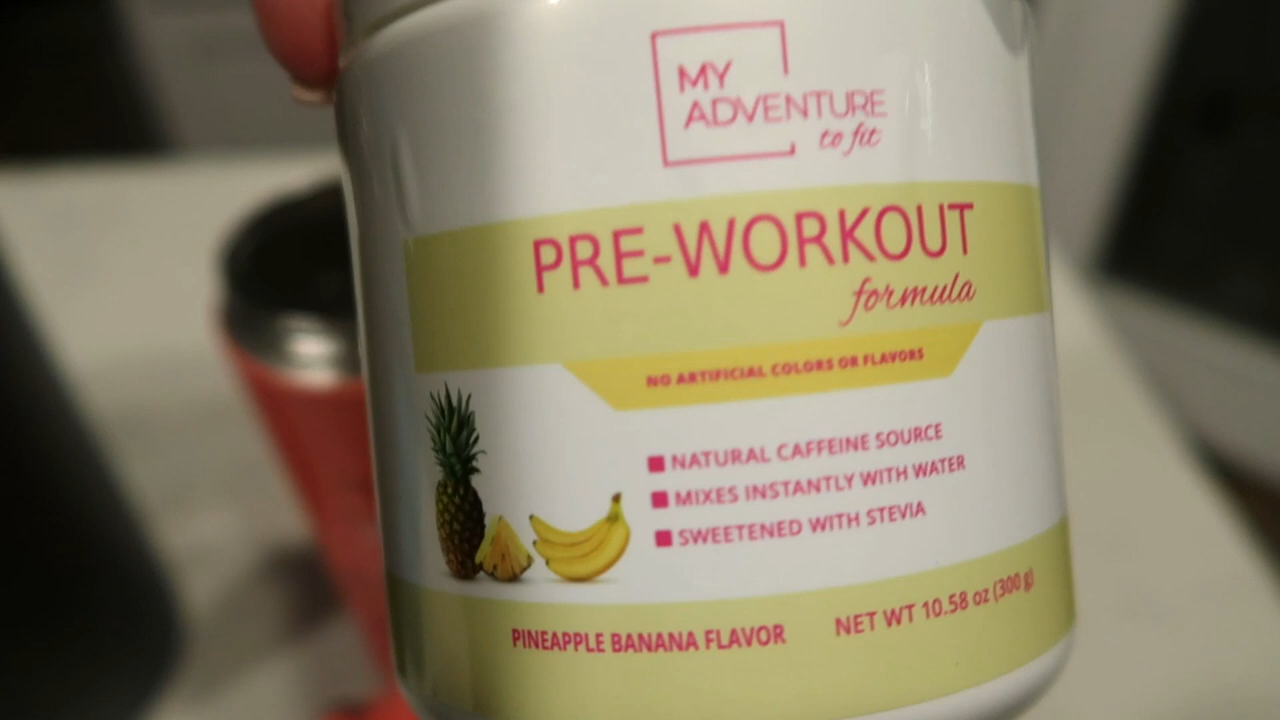 MY
ADVENTURE
to fit
PRE-WORKOUT
formula
NO ARTIFICIAL COLORS OR FLAVORS
NATURAL CAFFEINE SOURCE
MIXES INSTANTLY WITH WATER
SWEETENED WITH STEVIA
PINEAPPLE BANANA FLAVOR
NET WT 10.58 oz (300 g)